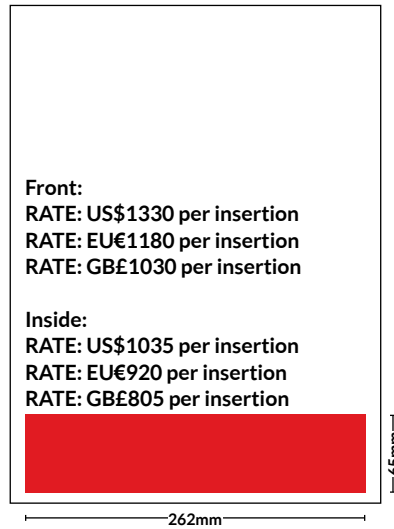 Front:
RATE: US$1330 per insertion
RATE: EU€1180 per insertion
RATE: GB£1030 per insertion
Inside:
RATE: US$1035 per insertion
RATE: EU€920 per insertion
RATE: GB£805 per insertion
65mm
262mm